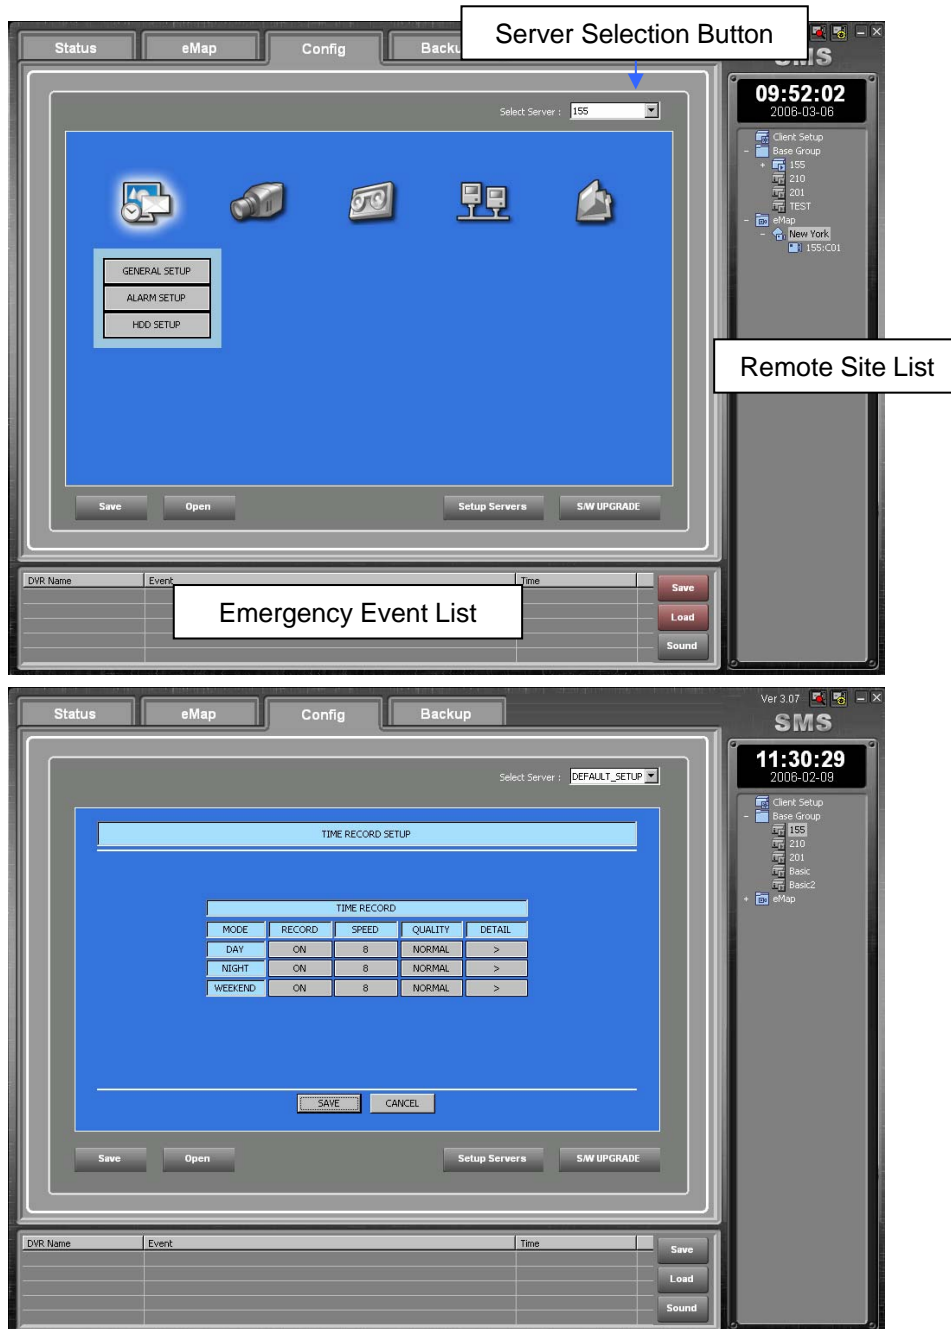 Server Selection Button
Status eMap Config Backu
SMS
09:52:02
2006-03-06
Select Server : 155
Client Setup
Base Group
155
210
201
TEST
eMap
New York
155:C01
GENERAL SETUP
ALARM SETUP
HDD SETUP
Remote Site List
Save Open Setup Servers S/W UPGRADE
DVR Name Event Time
Save
Emergency Event List
Load
Sound
Ver 3.07
Status eMap Config Backup
SMS
11:30:29
2006-02-09
Select Server : DEFAULT_SETUP
Client Setup
Base Group
155
210
201
Basic
Basic2
eMap
TIME RECORD SETUP
TIME RECORD
MODE RECORD SPEED QUALITY DETAIL
DAY ON 8 NORMAL >
NIGHT ON 8 NORMAL >
WEEKEND ON 8 NORMAL >
SAVE CANCEL
Save Open Setup Servers S/W UPGRADE
DVR Name Event Time
Save
Load
Sound